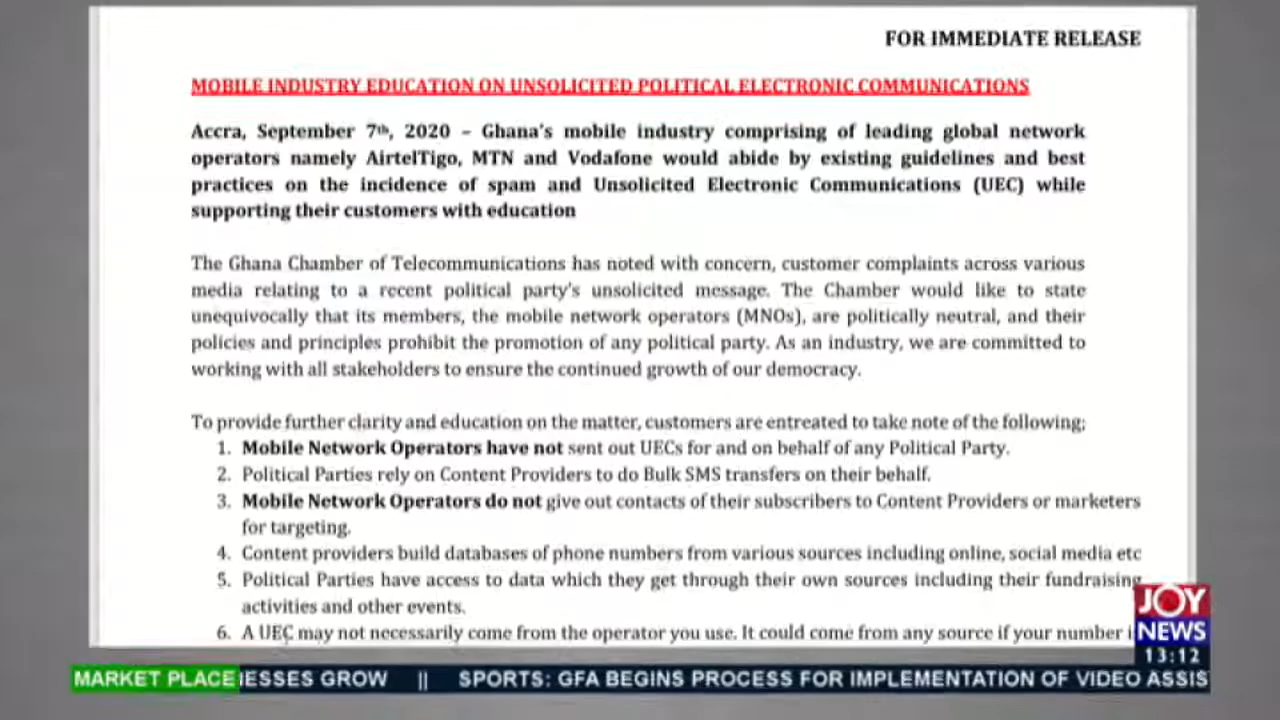 FOR IMMEDIATE RELEASE
MOBILE INDUSTRY EDUCATION ON UNSOLICITED POLITICAL ELECTRONIC COMMUNICATIONS
Accra, September 7th, 2020 – Ghana's mobile industry comprising of leading global network
operators namely AirtelTigo, MTN and Vodafone would abide by existing guidelines and best
practices on the incidence of spam and Unsolicited Electronic Communications (UEC) while
supporting their customers with education
The Ghana Chamber of Telecommunications has noted with concern, customer complaints across various
media relating to a recent political party's unsolicited message. The Chamber would like to state
unequivocally that its members, the mobile network operators (MNOs), are politically neutral, and their
policies and principles prohibit the promotion of any political party. As an industry, we are committed to
working with all stakeholders to ensure the continued growth of our democracy.
To provide further clarity and education on the matter, customers are entreated to take note of the following;
1. Mobile Network Operators have not sent out UECs for and on behalf of any Political Party.
2. Political Parties rely on Content Providers to do Bulk SMS transfers on their behalf.
3. Mobile Network Operators do not give out contacts of their subscribers to Content Providers or marketers
for targeting.
4. Content providers build databases of phone numbers from various sources including online, social media etc
5. Political Parties have access to data which they get through their own sources including their fundraising
activities and other events.
6. A UEC may not necessarily come from the operator you use. It could come from any source if your number
JOY
NEWS
13:12
MARKET PLACE IESSES GROW || SPORTS: GFA BEGINS PROCESS FOR IMPLEMENTATION OF VIDEO ASSIS